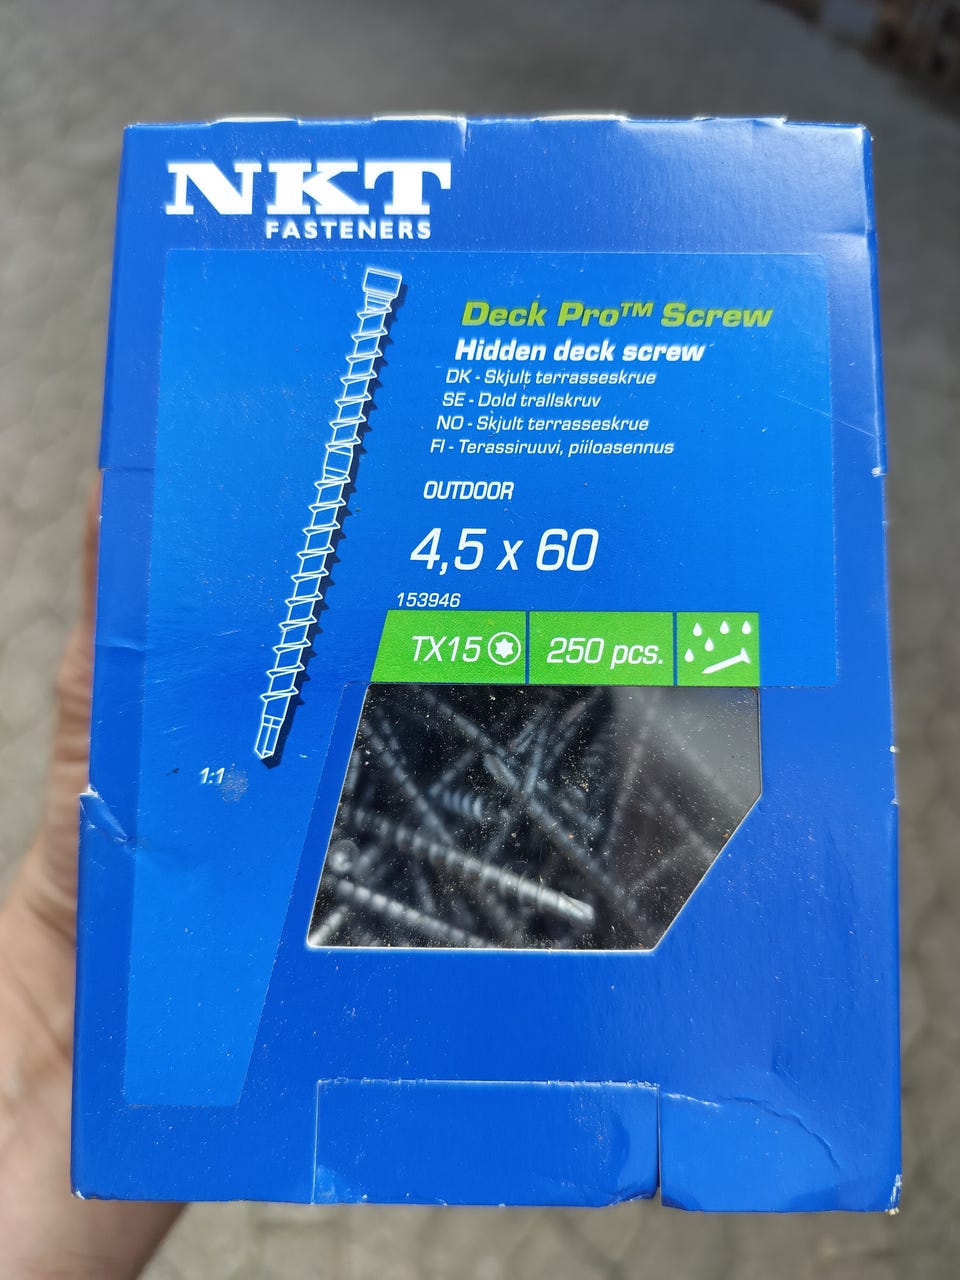 NKT
FASTENERS
Deck Pro™ Screw
Hidden deck screw
DK - Skjult terrasseskrue
SE - Dold trallskruv
NO - Skjult terrasseskrue
FI - Terassiruuvi, piiloasennus
OUTDOOR
4,5 x 60
153946
TX15 250 pcs.
1:1